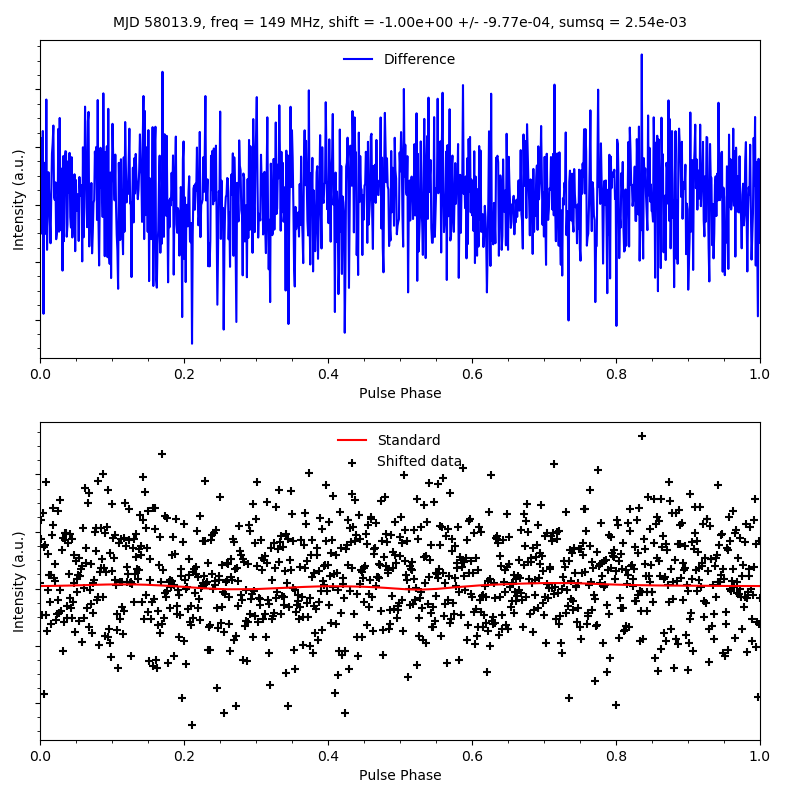 MJD 58013.9, freq = 149 MHz, shift = -1.00e+00 +/- -9.77e-04, sumsq = 2.54e-03
Difference
Intensity (a.u.)
0.0 0.2 0.4 0.6 0.8 1.0
Pulse Phase
Standard
Shifted data
Intensity (a.u.)
0.0 0.2 0.4 0.6 0.8 1.0
Pulse Phase